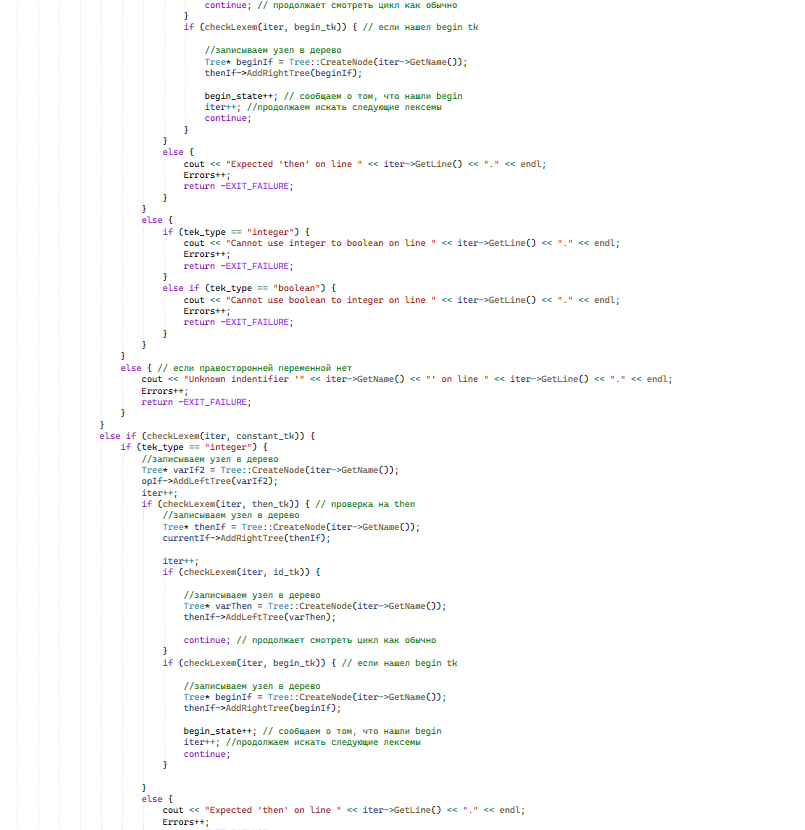 continue; // продолжает смотреть цикл как обычно
}
if (checkLexem(iter, begin_tk)) { // если нашел begin tk
//записываем узел в дерево
Tree* beginIf = Tree::CreateNode(iter->GetName());
thenIf->AddRightTree(beginIf);
begin_state++; // сообщаем о том, что нашли begin
iter++; //продолжаем искать следующие лексемы
continue;
}
}
else {
cout << "Expected 'then' on line " << iter->GetLine() << "." << endl;
Errors++;
return -EXIT_FAILURE;
}
}
else {
if (tek_type == "integer") {
cout << "Cannot use integer to boolean on line " << iter->GetLine() << "." << endl;
Errors++;
return -EXIT_FAILURE;
}
else if (tek_type == "boolean") {
cout << "Cannot use boolean to integer on line " << iter->GetLine() << "." << endl;
Errors++;
return -EXIT_FAILURE;
}
}
}
else { // если правосторонней переменной нет
cout << "Unknown indentifier '" << iter->GetName() << "' on line " << iter->GetLine() << "." << endl;
Errors++;
return -EXIT_FAILURE;
}
}
else if (checkLexem(iter, constant_tk)) {
if (tek_type == "integer") {
//записываем узел в дерево
Tree* varIf2 = Tree::CreateNode(iter->GetName());
opIf->AddLeftTree(varIf2);
iter++;
if (checkLexem(iter, then_tk)) { // проверка на then
//записываем узел в дерево
Tree* thenIf = Tree::CreateNode(iter->GetName());
currentIf->AddRightTree(thenIf);
iter++;
if (checkLexem(iter, id_tk)) {
//записываем узел в дерево
Tree* varThen = Tree::CreateNode(iter->GetName());
thenIf->AddLeftTree(varThen);
continue; // продолжает смотреть цикл как обычно
}
if (checkLexem(iter, begin_tk)) { // если нашел begin tk
//записываем узел в дерево
Tree* beginIf = Tree::CreateNode(iter->GetName());
thenIf->AddRightTree(beginIf);
begin_state++; // сообщаем о том, что нашли begin
iter++; //продолжаем искать следующие лексемы
continue;
}
}
else {
cout << "Expected 'then' on line " << iter->GetLine() << "." << endl;
Errors++;